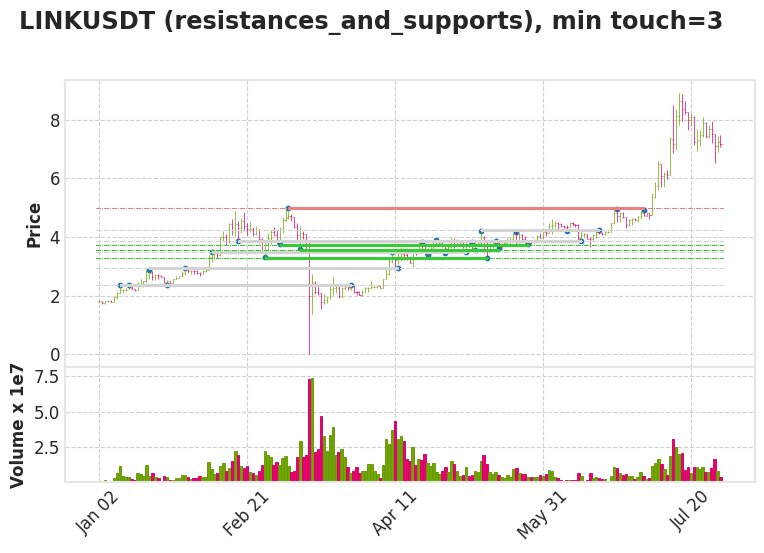 LINKUSDT (resistances_and_supports), min touch=3
Price
8
6
4
2
0
Volume x 1e7
7.5
5.0
2.5
Jan 02
Feb 21
Apr 11
May 31
Jul 20